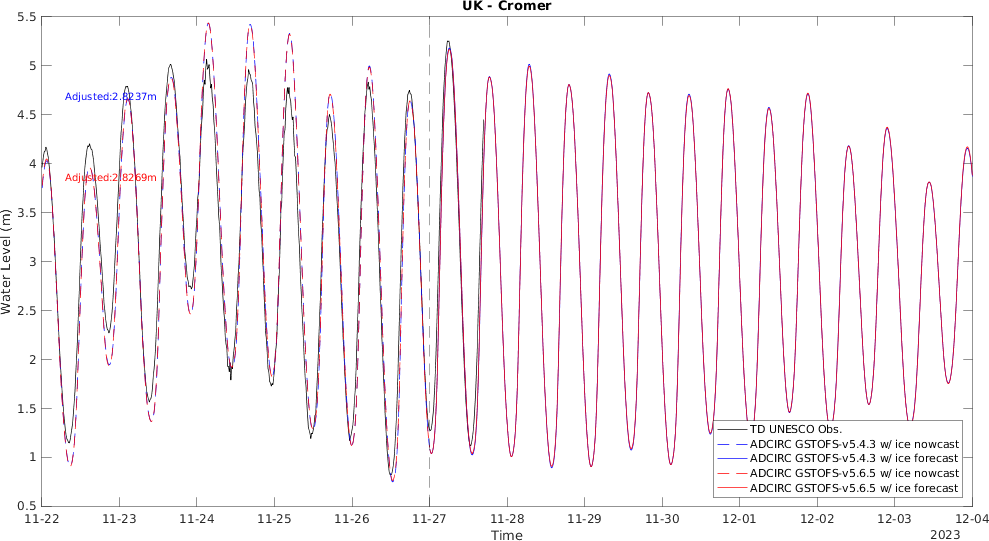 UK - Cromer
5.5
5
4.5
4
3.5
3
2.5
2
1.5
1
0.5
Water Level (m)
Adjusted:2.8237m
Adjusted:2.8269m
TD UNESCO Obs.
ADCIRC GSTOFS-v5.4.3 w/ ice nowcast
ADCIRC GSTOFS-v5.4.3 w/ ice forecast
ADCIRC GSTOFS-v5.6.5 w/ ice nowcast
ADCIRC GSTOFS-v5.6.5 w/ ice forecast
11-22 11-23 11-24 11-25 11-26 11-27 11-28 11-29 11-30 12-01 12-02 12-03 12-04
Time
2023